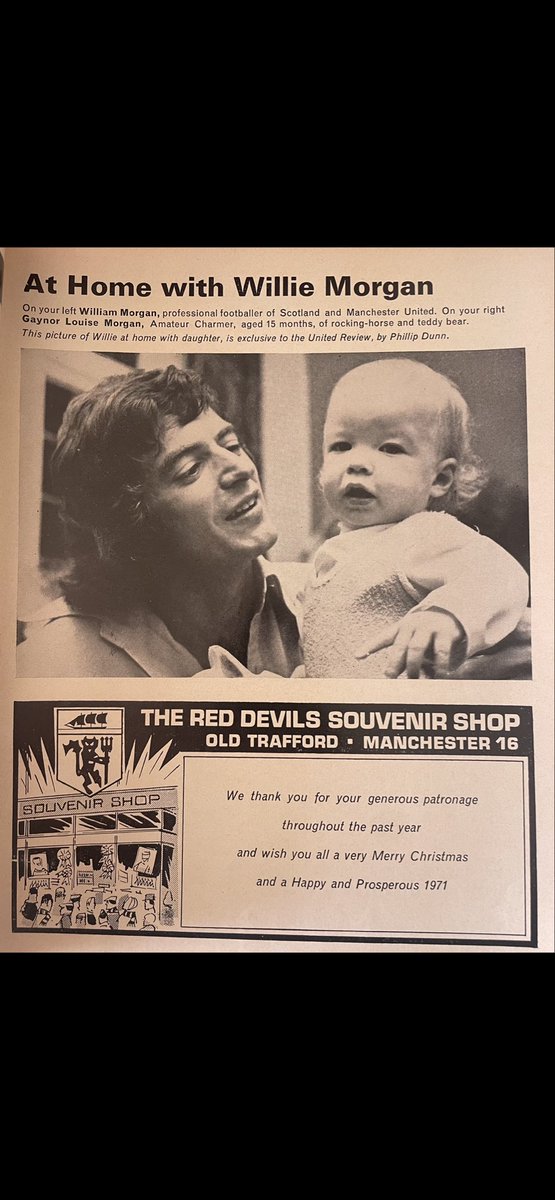 At Home with Willie Morgan
On your left William Morgan, professional footballer of Scotland and Manchester United. On your right
Gaynor Louise Morgan, Amateur Charmer, aged 15 months, of rocking-horse and teddy bear.
This picture of Willie at home with daughter, is exclusive to the United Review, by Phillip Dunn.
THE RED DEVILS SOUVENIR SHOP
OLD TRAFFORD · MANCHESTER 16
SOUVENIR SHOP
We thank you for your generous patronage
throughout the past year
and wish you all a very Merry Christmas
and a Happy and Prosperous 1971